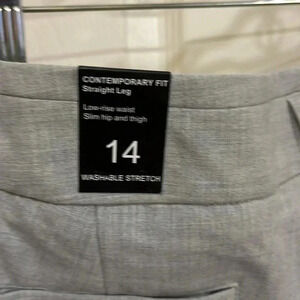 CONTEMPORARY FIT
Straight Leg
Low-rise waist
Slim hip and thigh
14
WASHABLE STRETCH